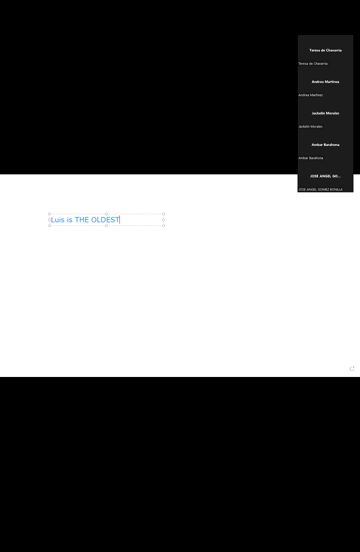 Teresa de Chavarria
Teresa de Chavarria
Andrea Martinez
Andrea Martinez
Jackelin Morales
Jackelin Morales
Ambar Barahona
Ambar Barahona
JOSE ANGEL GO...
JOSE ANGEL GOMEZ BONILLA
Luis is THE OLDEST